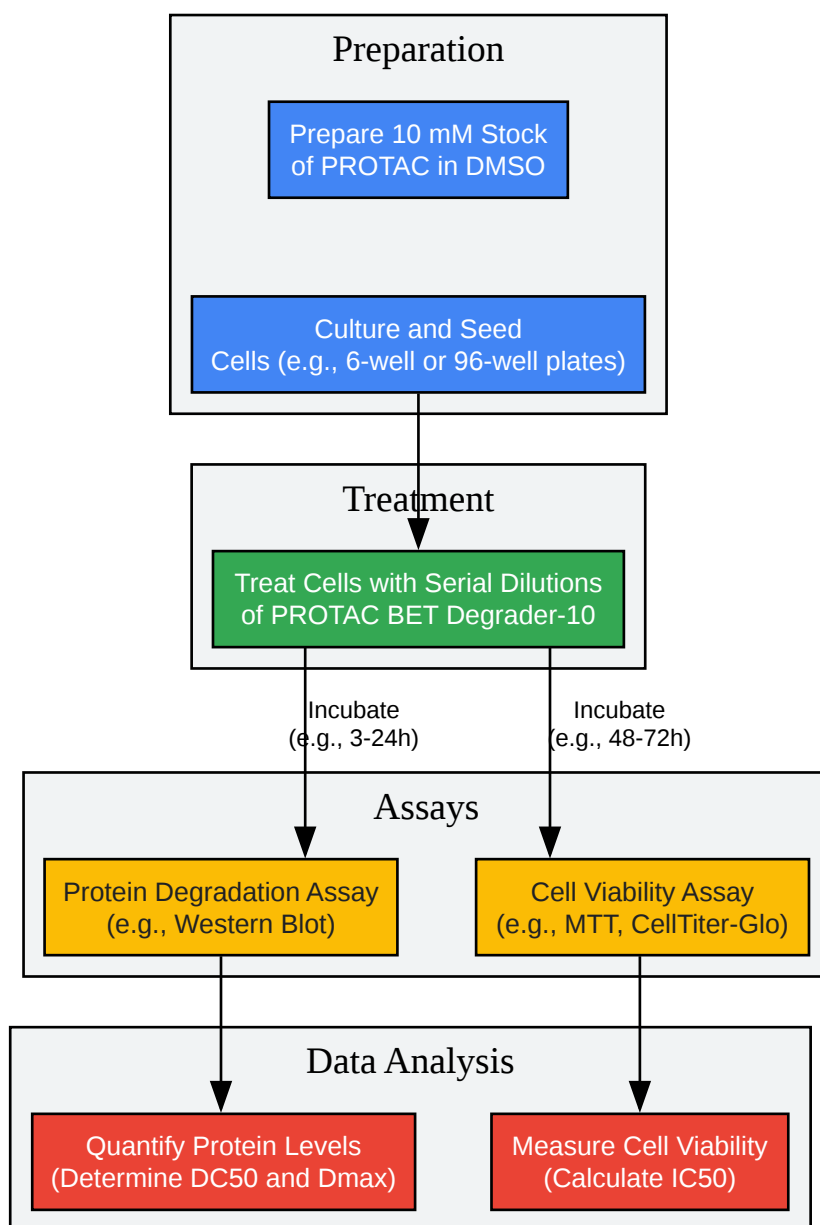 Preparation
Prepare 10 mM Stock
of PROTAC in DMSO
Culture and Seed
Cells (e.g., 6-well or 96-well plates)
Treatment
Treat Cells with Serial Dilutions
of PROTAC BET Degrader-10
Incubate
(e.g., 3-24h)
Incubate
(e.g., 48-72h)
Assays
Protein Degradation Assay
(e.g., Western Blot)
Cell Viability Assay
(e.g., MTT, CellTiter-Glo)
Data Analysis
Quantify Protein Levels
(Determine DC50 and Dmax)
Measure Cell Viability
(Calculate IC50)